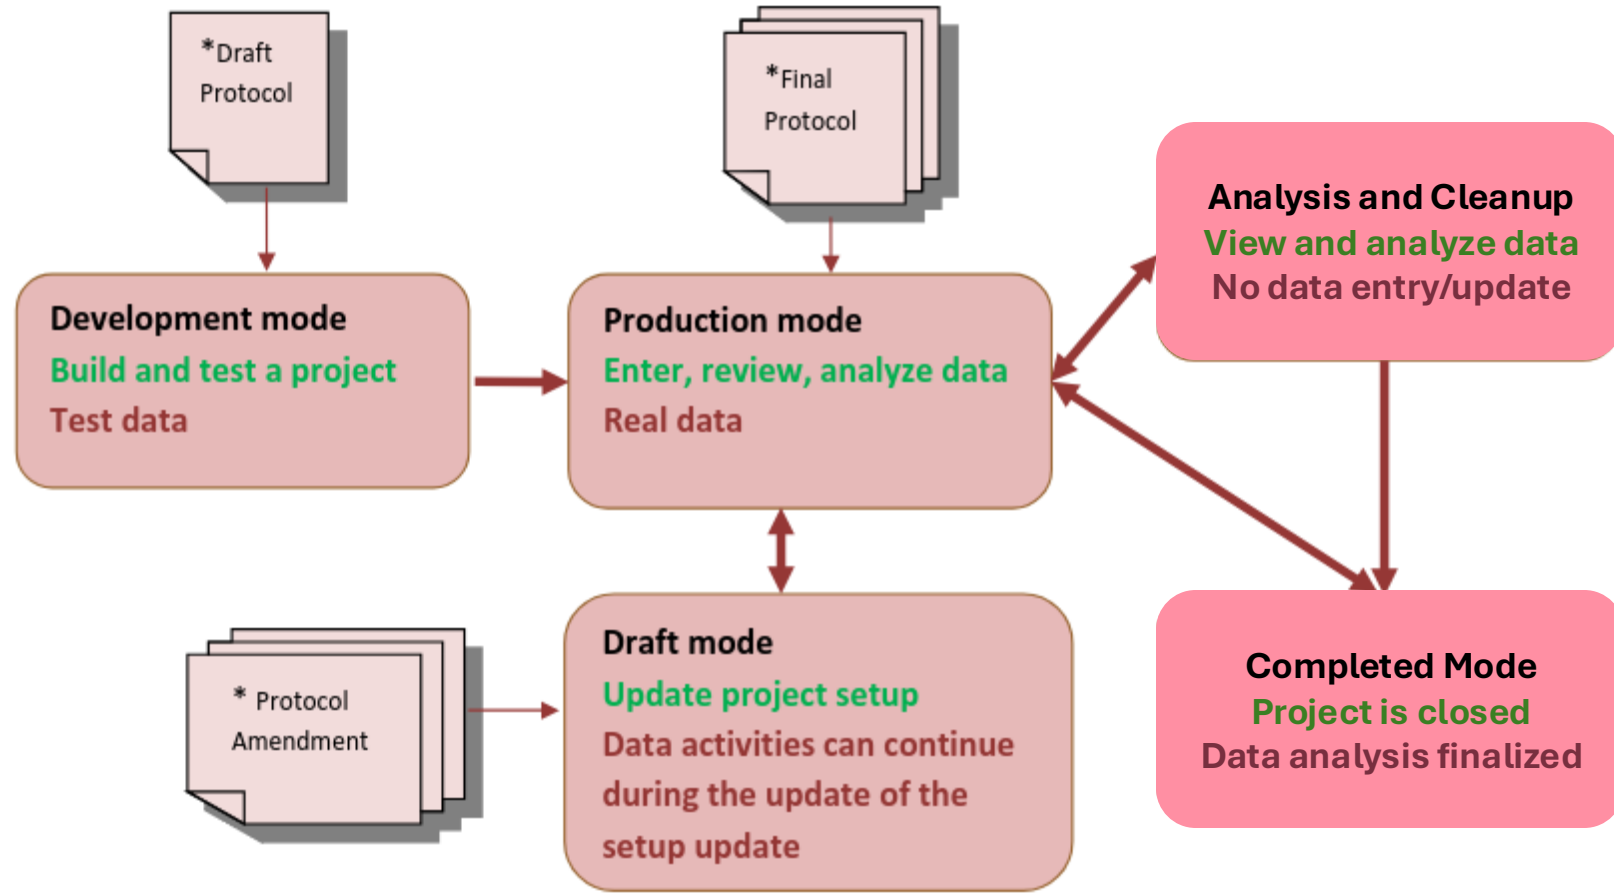 *Draft
Protocol
*Final
Protocol
Development mode
Build and test a project
Test data
Production mode
Enter, review, analyze data
Real data
Analysis and Cleanup
View and analyze data
No data entry/update
* Protocol
Amendment
Draft mode
Update project setup
Data activities can continue
during the update of the
setup update
Completed Mode
Project is closed
Data analysis finalized